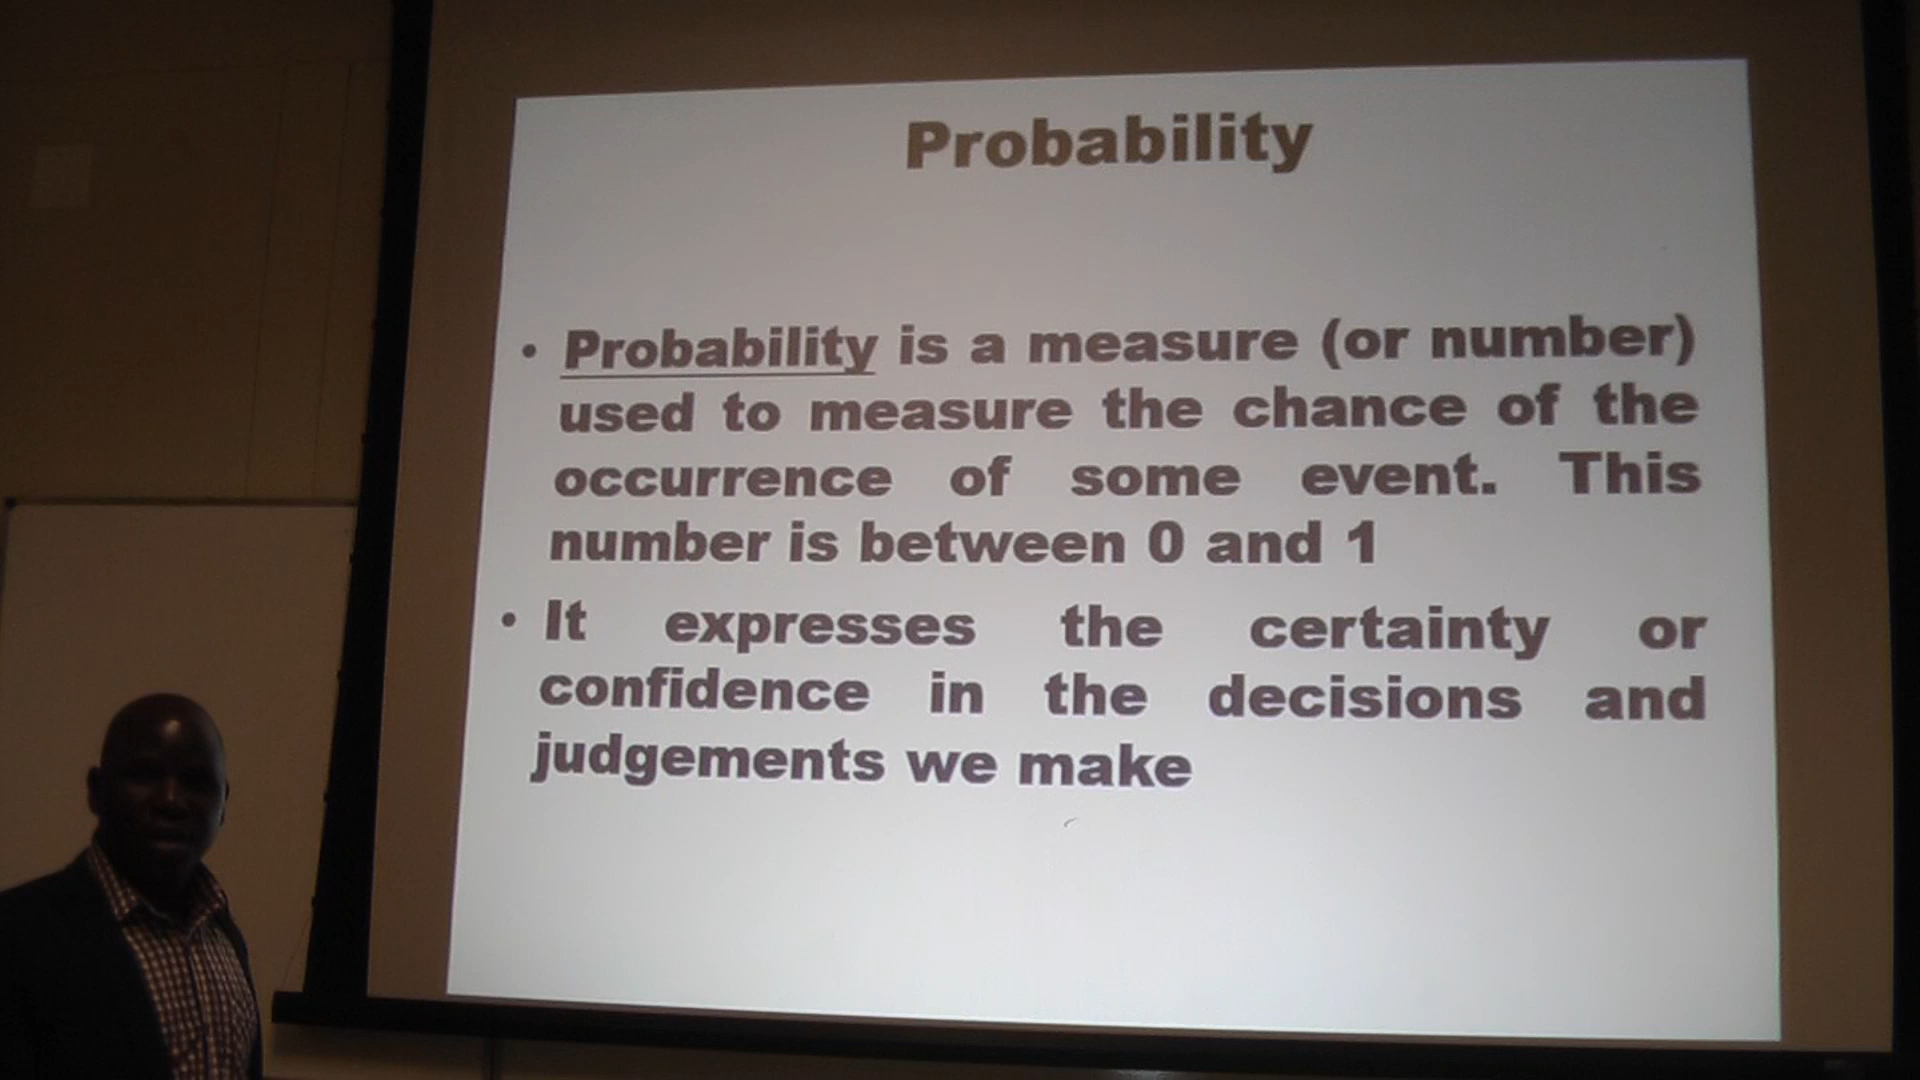 Probability
• Probability is a measure (or number)
used to measure the chance of the
occurrence of some event. This
number is between 0 and 1
• It expresses the certainty or
confidence in the decisions and
judgements we make